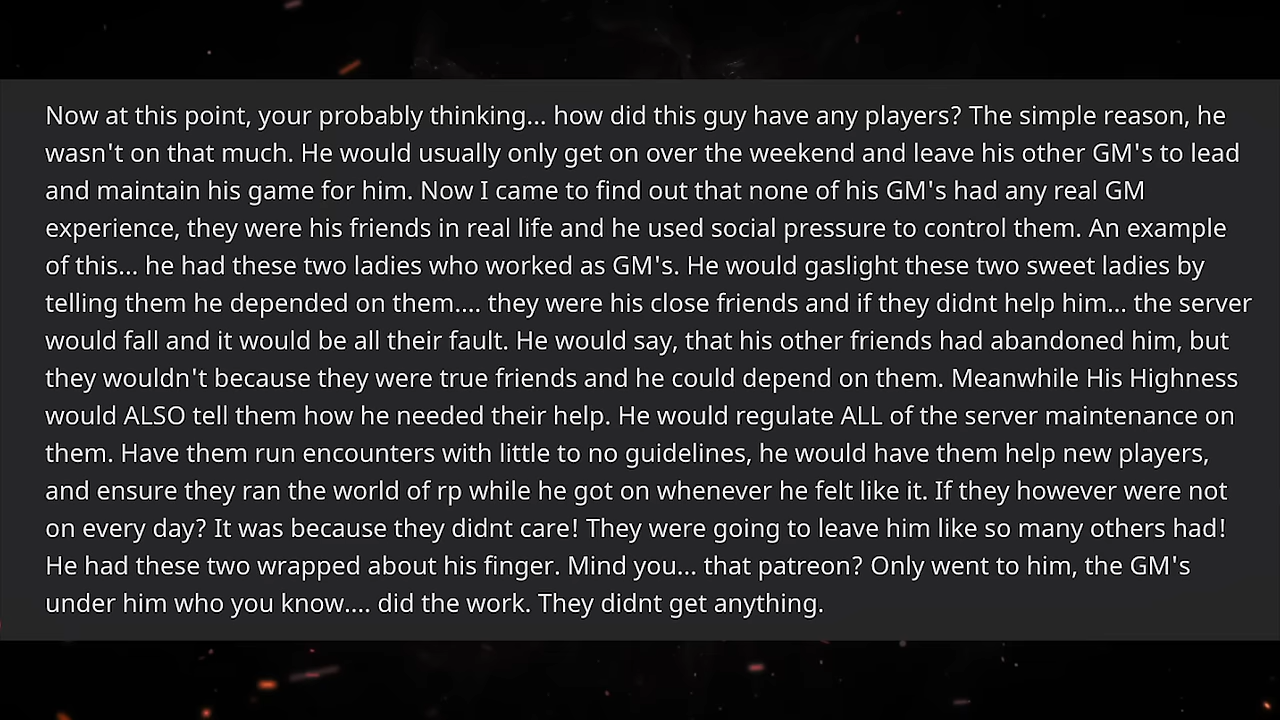 Now at this point, your probably thinking... how did this guy have any players? The simple reason, he
wasn't on that much. He would usually only get on over the weekend and leave his other GM's to lead
and maintain his game for him. Now I came to find out that none of his GM's had any real GM
experience, they were his friends in real life and he used social pressure to control them. An example
of this... he had these two ladies who worked as GM's. He would gaslight these two sweet ladies by
telling them he depended on them.... they were his close friends and if they didnt help him... the server
would fall and it would be all their fault. He would say, that his other friends had abandoned him, but
they wouldn't because they were true friends and he could depend on them. Meanwhile His Highness
would ALSO tell them how he needed their help. He would regulate ALL of the server maintenance on
them. Have them run encounters with little to no guidelines, he would have them help new players,
and ensure they ran the world of rp while he got on whenever he felt like it. If they however were not
on every day? It was because they didnt care! They were going to leave him like so many others had!
He had these two wrapped about his finger. Mind you... that patreon? Only went to him, the GM's
under him who you know.... did the work. They didnt get anything.